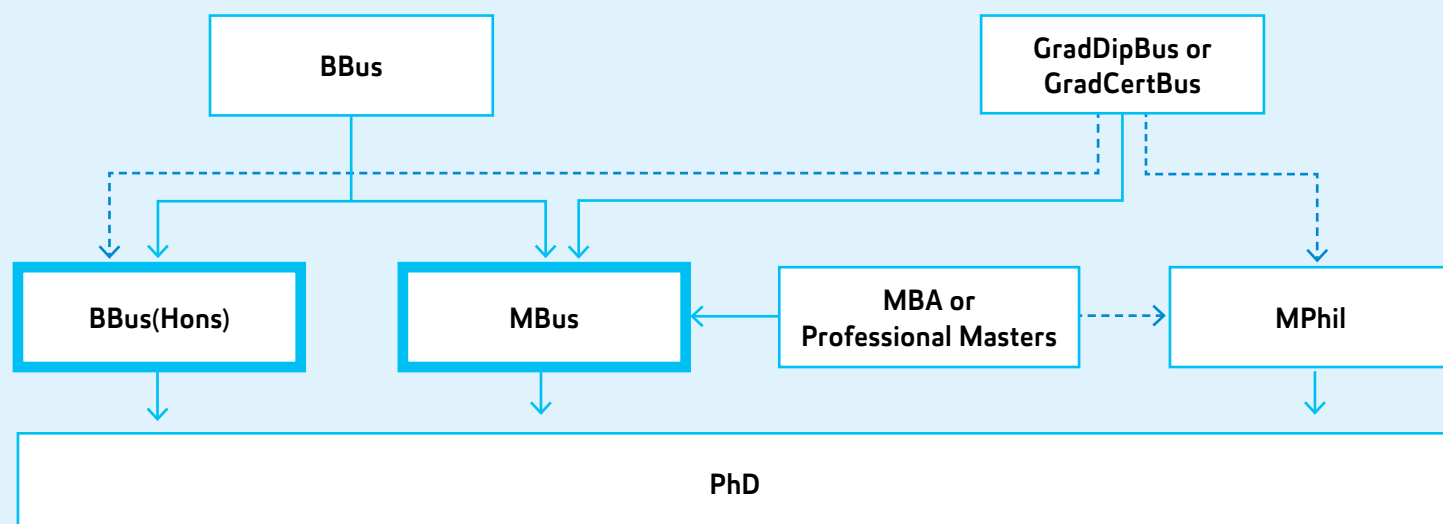 BBus
GradDipBus or
GradCertBus
BBus(Hons)
MBus
MBA or
Professional Masters
MPhil
PhD